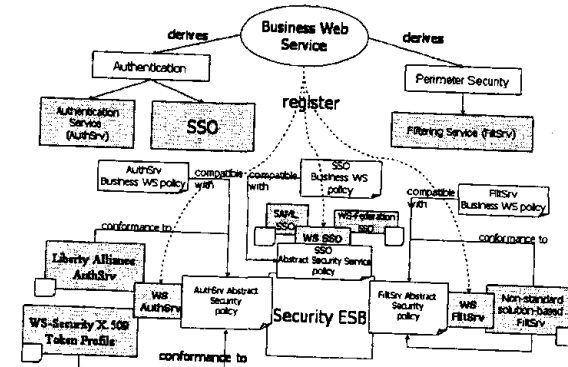 Business Web
Service
derives
derives
Authentication
Perimeter Security
register
Authentication
Service
(AuthSrv)
SSO
Filtering Service (FiltSrv)
AuthSrv
Business WS policy
compatible
with
compatible
with
SSO
Business WS
policy
compatible
with
FiltSrv
Business WS policy
SAML
SSO
WS-Federation
SSO
WS SSO
SSO
Abstract Security Service
policy
conformance to
conformance to
Liberty Alliance
AuthSrv
WS
AuthSrv
AuthSrv Abstract
Security
policy
Security ESB
FiltSrv Abstract
Security
policy
WS
FiltSrv
Non-standard
solution-based
FiltSrv
WS-Security X.509
Token Profile
conformance to